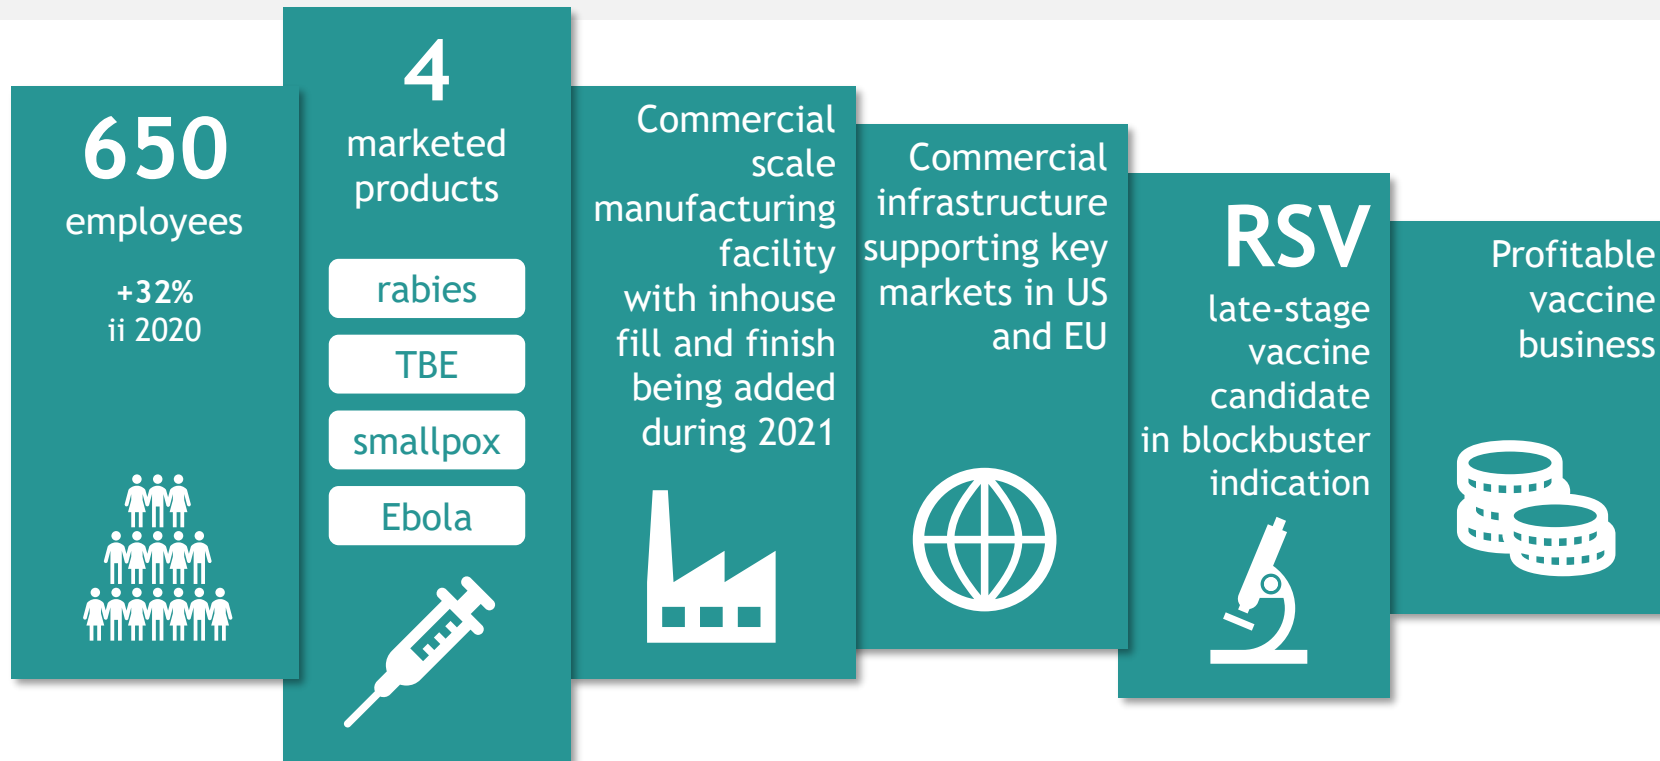 650
employees
+32%
ii 2020
4
marketed
products
rabies
TBE
smallpox
Ebola
Commercial
scale
manufacturing
facility
with inhouse
fill and finish
being added
during 2021
Commercial
infrastructure
supporting key
markets in US
and EU
RSV
late-stage
vaccine
candidate
in blockbuster
indication
Profitable
vaccine
business